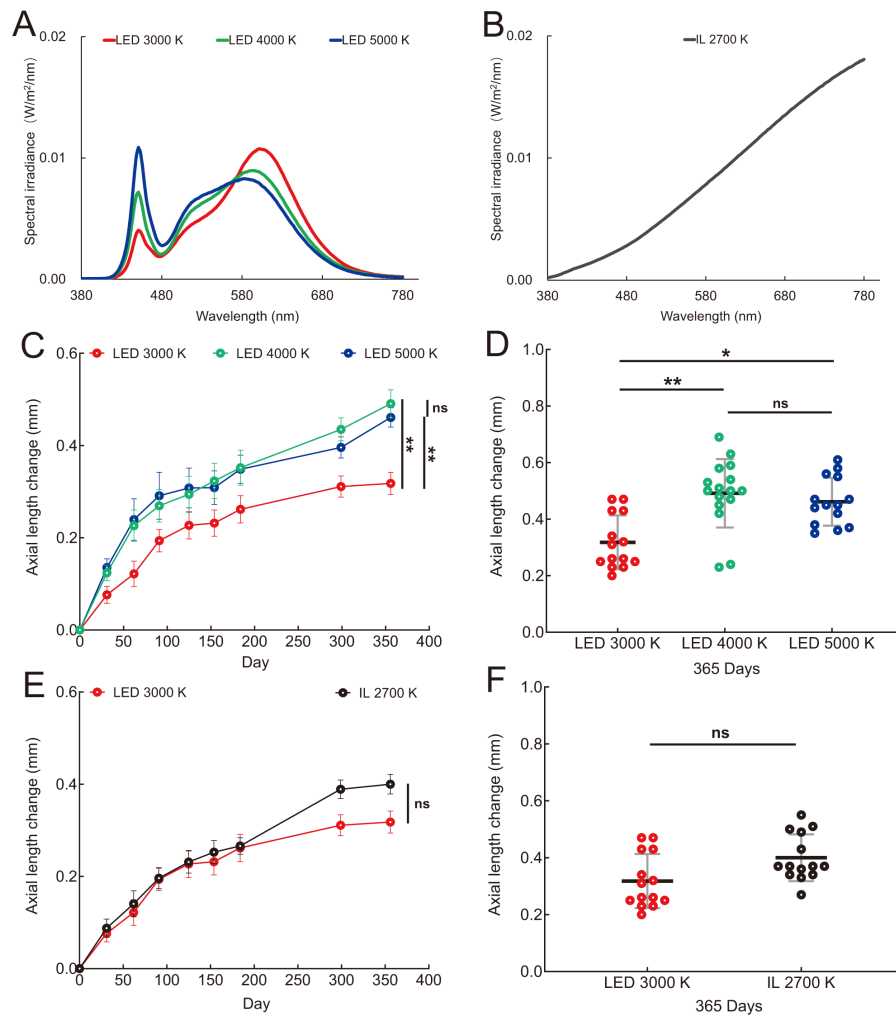 A
LED 3000 K LED 4000 K LED 5000 K
Spectral irradiance (W/m²/nm)
0.02
0.01
0.00
380 480 580 680 780
Wavelength (nm)
B
IL 2700 K
Spectral irradiance (W/m²/nm)
0.02
0.01
0.00
380 480 580 680 780
Wavelength (nm)
C
LED 3000 K LED 4000 K LED 5000 K
Axial length change (mm)
0.6
0.4
0.2
0.0
0 50 100 150 200 250 300 350 400
Day
ns
**
**
D
Axial length change (mm)
1.0
0.8
0.6
0.4
0.2
0.0
*
**
ns
LED 3000 K LED 4000 K LED 5000 K
365 Days
E
LED 3000 K IL 2700 K
Axial length change (mm)
0.6
0.4
0.2
0.0
0 50 100 150 200 250 300 350 400
Day
ns
F
Axial length change (mm)
1.0
0.8
0.6
0.4
0.2
0.0
ns
LED 3000 K IL 2700 K
365 Days